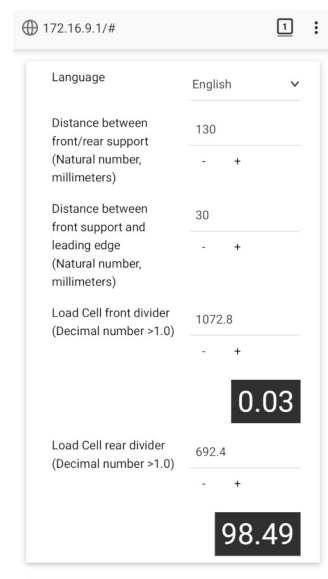 172.16.9.1/#
1
Language
English
Distance between
front/rear support
(Natural number,
millimeters)
130
- +
Distance between
front support and
leading edge
(Natural number,
millimeters)
30
- +
Load Cell front divider
(Decimal number >1.0)
1072.8
- +
0.03
Load Cell rear divider
(Decimal number >1.0)
692.4
- +
98.49